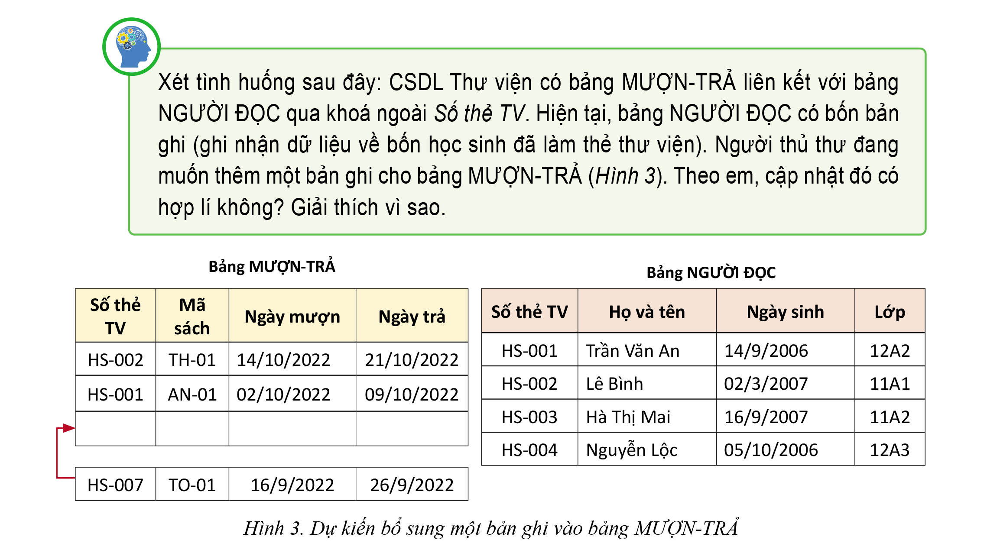 Xét tình huống sau đây: CSDL Thư viện có bảng MƯỢN-TRẢ liên kết với bảng
NGƯỜI ĐỌC qua khoá ngoài Số thẻ TV. Hiện tại, bảng NGƯỜI ĐỌC có bốn bản
ghi (ghi nhận dữ liệu về bốn học sinh đã làm thẻ thư viện). Người thủ thư đang
muốn thêm một bản ghi cho bảng MƯỢN-TRẢ (Hình 3). Theo em, cập nhật đó có
hợp lí không? Giải thích vì sao.
Bảng MƯỢN-TRẢ
Số thẻ TV Mã sách Ngày mượn Ngày trả
HS-002 TH-01 14/10/2022 21/10/2022
HS-001 AN-01 02/10/2022 09/10/2022
HS-007 TO-01 16/9/2022 26/9/2022
Bảng NGƯỜI ĐỌC
Số thẻ TV Họ và tên Ngày sinh Lớp
HS-001 Trần Văn An 14/9/2006 12A2
HS-002 Lê Bình 02/3/2007 11A1
HS-003 Hà Thị Mai 16/9/2007 11A2
HS-004 Nguyễn Lộc 05/10/2006 12A3
Hình 3. Dự kiến bổ sung một bản ghi vào bảng MƯỢN-TRẢ